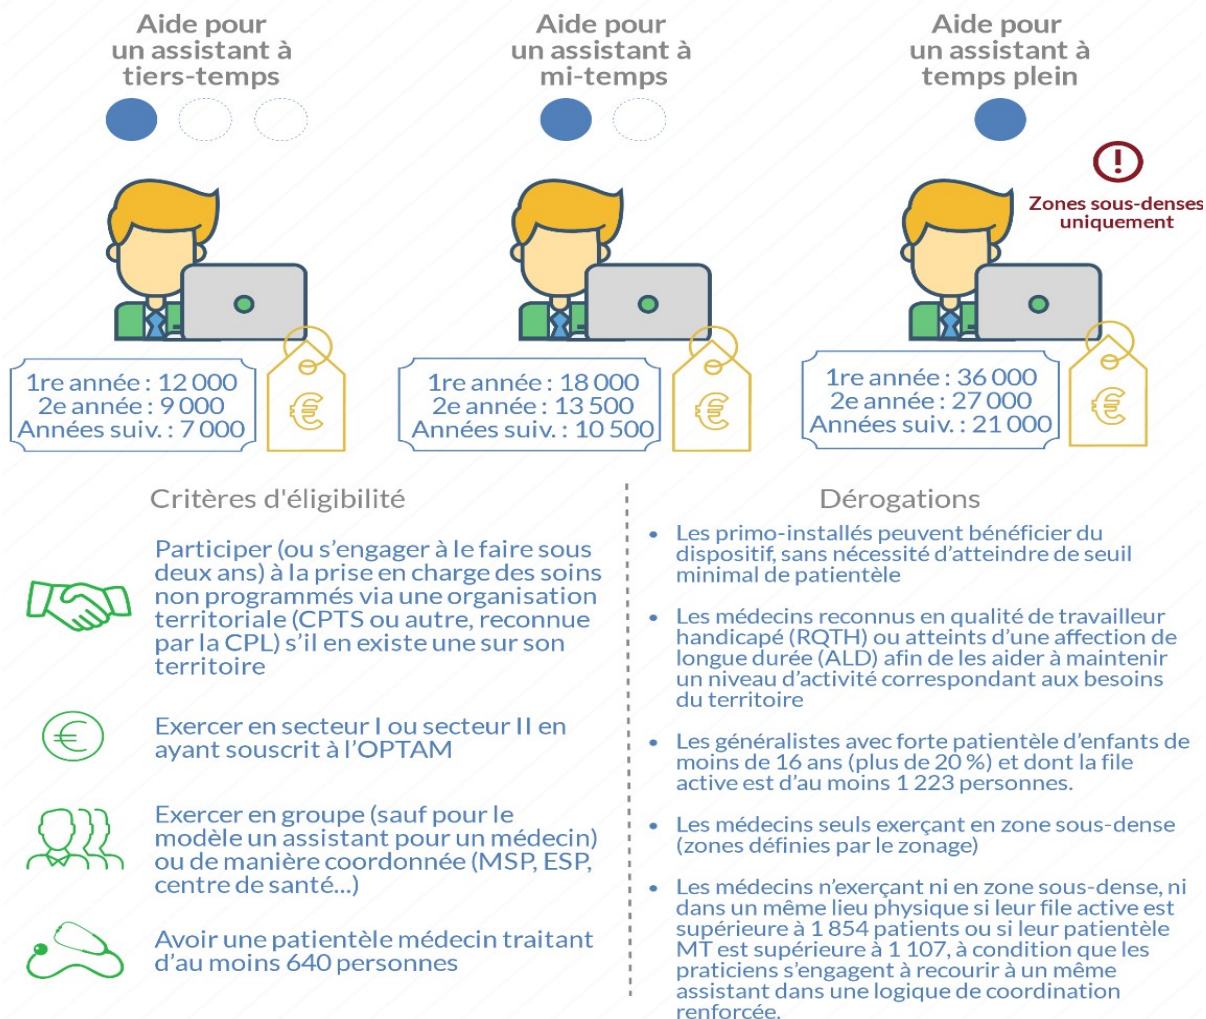 Aide pour
un assistant à
tiers-temps
Aide pour
un assistant à
mi-temps
Aide pour
un assistant à
temps plein
!
Zones sous-denses
uniquement
1re année : 12 000
2e année : 9 000
Années suiv. : 7 000
€
1re année : 18 000
2e année : 13 500
Années suiv. : 10 500
€
1re année : 36 000
2e année : 27 000
Années suiv. : 21 000
€
Critères d'éligibilité
Participer (ou s’engager à le faire sous
deux ans) à la prise en charge des soins
non programmés via une organisation
territoriale (CPTS ou autre, reconnue
par la CPL) s’il en existe une sur son
territoire
€
Exercer en secteur I ou secteur II en
ayant souscrit à l’OPTAM
Exercer en groupe (sauf pour le
modèle un assistant pour un médecin)
ou de manière coordonnée (MSP, ESP,
centre de santé...)
Avoir une patientèle médecin traitant
d'au moins 640 personnes
Dérogations
• Les primo-installés peuvent bénéficier du
dispositif, sans nécessité d’atteindre de seuil
minimal de patientèle
• Les médecins reconnus en qualité de travailleur
handicapé (RQTH) ou atteints d’une affection de
longue durée (ALD) afin de les aider à maintenir
un niveau d’activité correspondant aux besoins
du territoire
• Les généralistes avec forte patientèle d’enfants de
moins de 16 ans (plus de 20 %) et dont la file
active est d’au moins 1 223 personnes.
• Les médecins seuls exerçant en zone sous-dense
(zones définies par le zonage)
• Les médecins n’exerçant ni en zone sous-dense, ni
dans un même lieu physique si leur file active est
supérieure à 1 854 patients ou si leur patientèle
MT est supérieure à 1 107, à condition que les
praticiens s’engagent à recourir à un même
assistant dans une logique de coordination
renforcée.